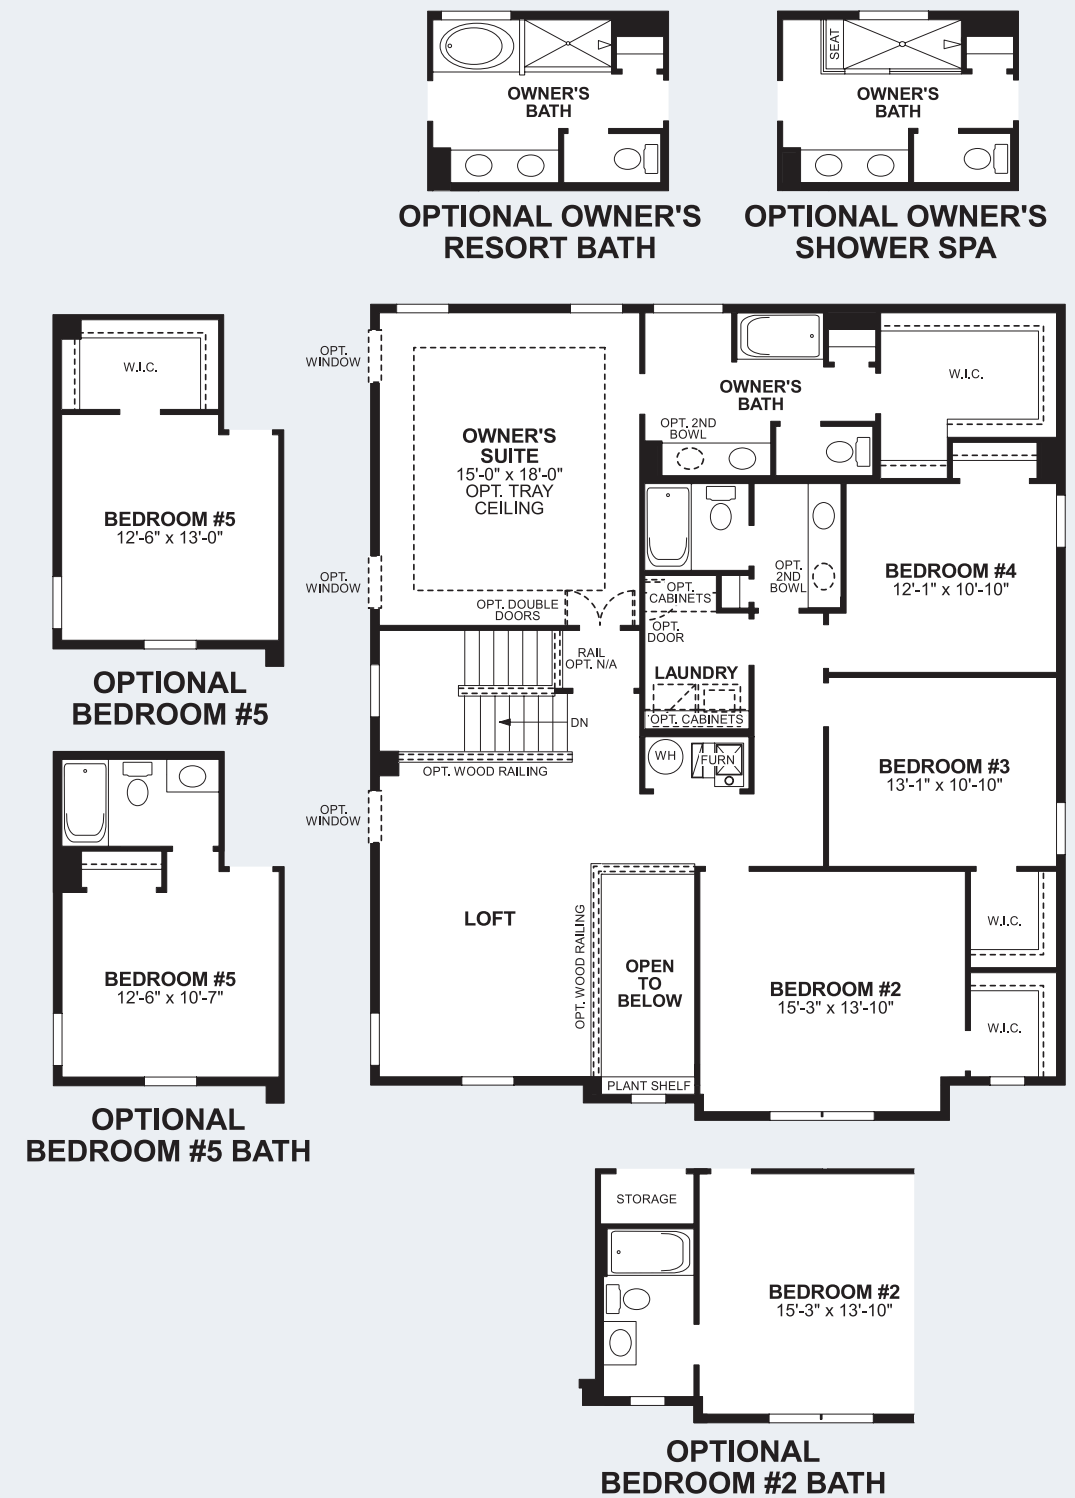 OWNER'S
BATH
OPTIONAL OWNER'S
RESORT BATH
SEAT
OWNER'S
BATH
OPTIONAL OWNER'S
SHOWER SPA
W.I.C.
BEDROOM #5
12'-6" x 13'-0"
OPTIONAL
BEDROOM #5
BEDROOM #5
12'-6" x 10'-7"
OPTIONAL
BEDROOM #5 BATH
OPT.
WINDOW
OPT.
WINDOW
OPT.
WINDOW
OWNER'S
SUITE
15'-0" x 18'-0"
OPT. TRAY
CEILING
OPT. DOUBLE
DOORS
OWNER'S
BATH
OPT. 2ND
BOWL
W.I.C.
OPT.
2ND
BOWL
BEDROOM #4
12'-1" x 10'-10"
OPT.
CABINETS
OPT.
DOOR
LAUNDRY
OPT. CABINETS
RAIL
OPT. N/A
DN
OPT. WOOD RAILING
WH
FURN
BEDROOM #3
13'-1" x 10'-10"
W.I.C.
LOFT
OPT. WOOD RAILING
OPEN
TO
BELOW
PLANT SHELF
BEDROOM #2
15'-3" x 13'-10"
W.I.C.
STORAGE
BEDROOM #2
15'-3" x 13'-10"
OPTIONAL
BEDROOM #2 BATH